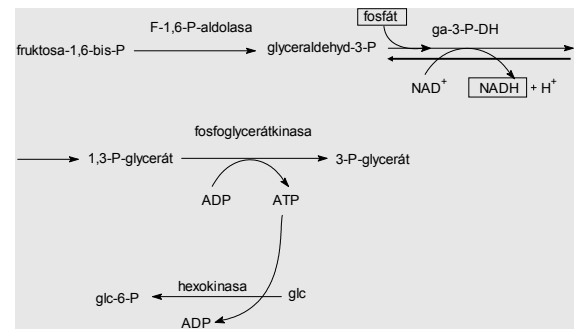 fosfát
F-1,6-P-aldolasa
ga-3-P-DH
fruktosa-1,6-bis-P
glyceraldehyd-3-P
NAD+
NADH + H+
fosfoglycerátkinasa
1,3-P-glycerát
3-P-glycerát
ADP
ATP
hexokinasa
glc-6-P
glc
ADP